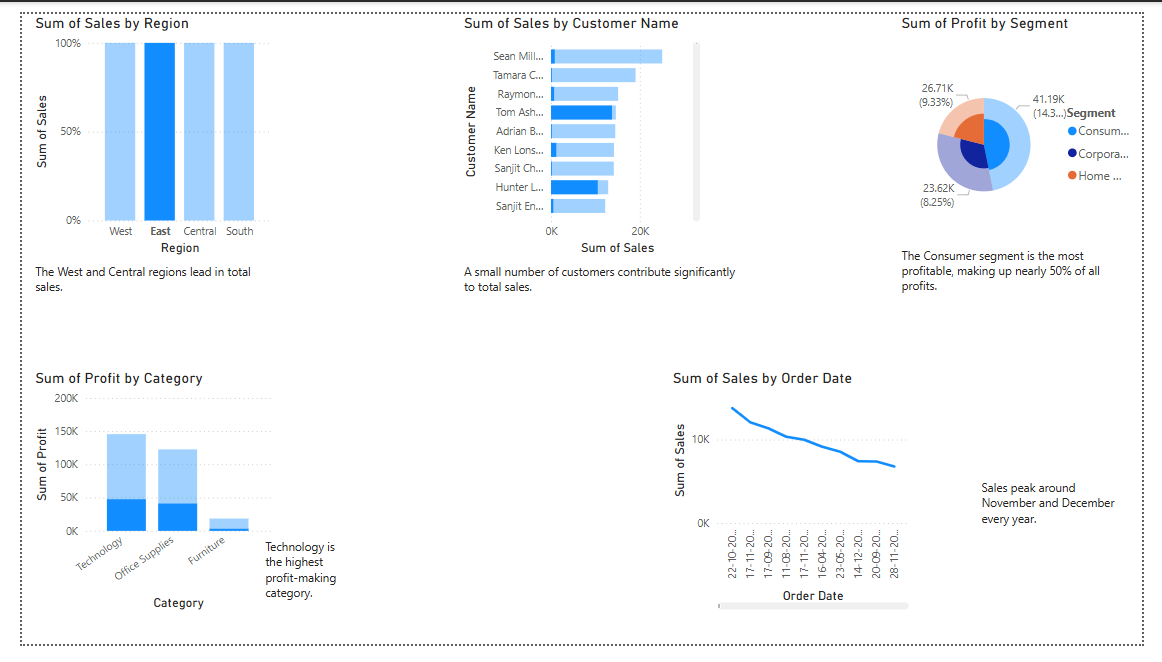 Sum of Sales by Region
100%
50%
0%
Sum of Sales
West
East
Central
South
Region
The West and Central regions lead in total
sales.
Sum of Sales by Customer Name
Customer Name
Sean Mill...
Tamara C...
Raymon...
Tom Ash...
Adrian B...
Ken Lons...
Sanjit Ch...
Hunter L...
Sanjit En...
0K
20K
Sum of Sales
A small number of customers contribute significantly
to total sales.
Sum of Profit by Segment
26.71K
(9.33%)
41.19K
(14.3...)
23.62K
(8.25%)
Segment
Consum...
Corpora...
Home ...
The Consumer segment is the most
profitable, making up nearly 50% of all
profits.
Sum of Profit by Category
200K
150K
100K
50K
0K
Sum of Profit
Technology
Office Supplies
Furniture
Category
Technology is
the highest
profit-making
category.
Sum of Sales by Order Date
Sum of Sales
10K
0K
22-10-20...
17-11-20...
17-09-20...
11-08-20...
17-11-20...
16-04-20...
23-05-20...
14-12-20...
20-09-20...
28-11-20...
Order Date
Sales peak around
November and December
every year.